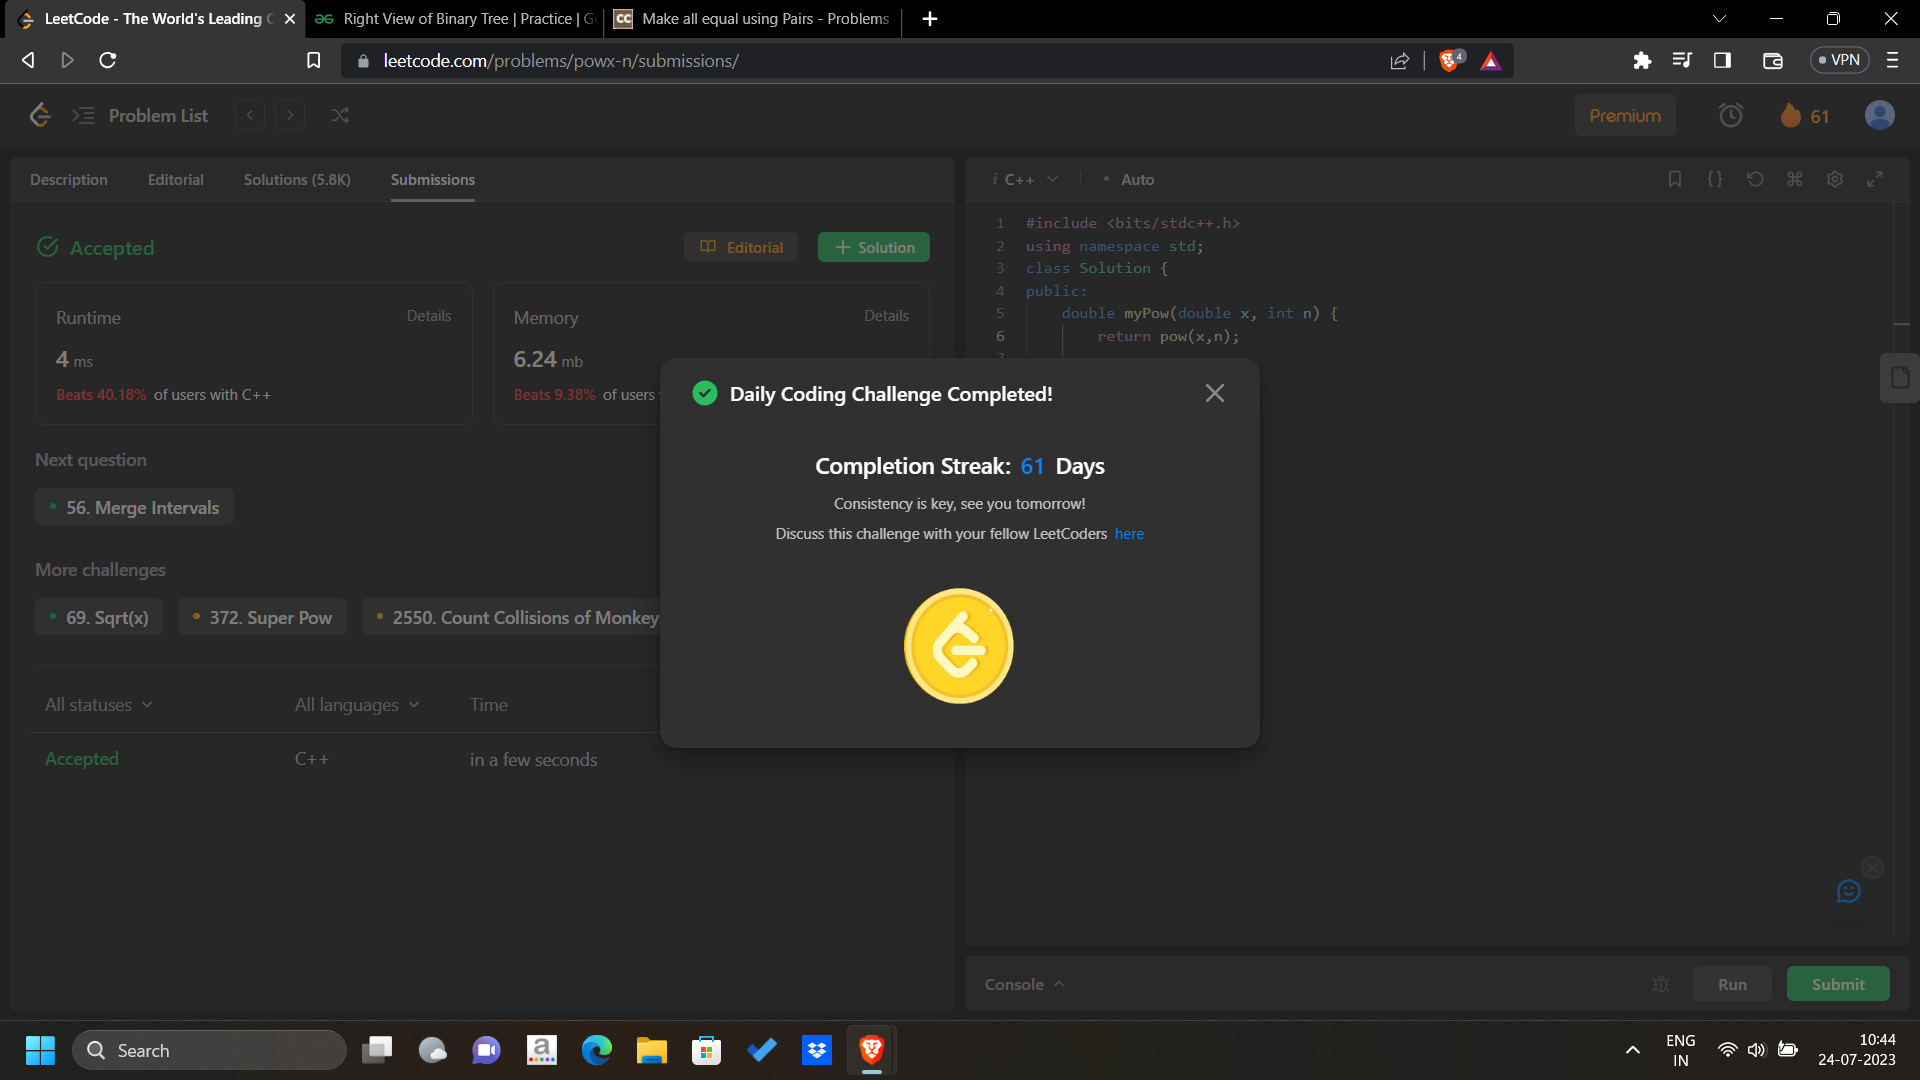 LeetCode - The World's Leading C
Right View of Binary Tree | Practice | G
CC Make all equal using Pairs - Problems
leetcode.com/problems/powx-n/submissions/
4
VPN
Problem List
Premium
61
Description Editorial Solutions (5.8K) Submissions
i C++ • Auto
Accepted
Editorial
Solution
Runtime Details
4 ms
Beats 40.18% of users with C++
Memory Details
6.24 mb
Beats 9.38% of users
Next question
56. Merge Intervals
More challenges
69. Sqrt(x) 372. Super Pow 2550. Count Collisions of Monkey
All statuses All languages Time
Accepted C++ in a few seconds
1 #include <bits/stdc++.h>
2 using namespace std;
3 class Solution {
4 public:
5 double myPow(double x, int n) {
6 return pow(x,n);
7
Daily Coding Challenge Completed!
Completion Streak: 61 Days
Consistency is key, see you tomorrow!
Discuss this challenge with your fellow LeetCoders here
Console
Run
Submit
Search
a
ENG
IN
10:44
24-07-2023